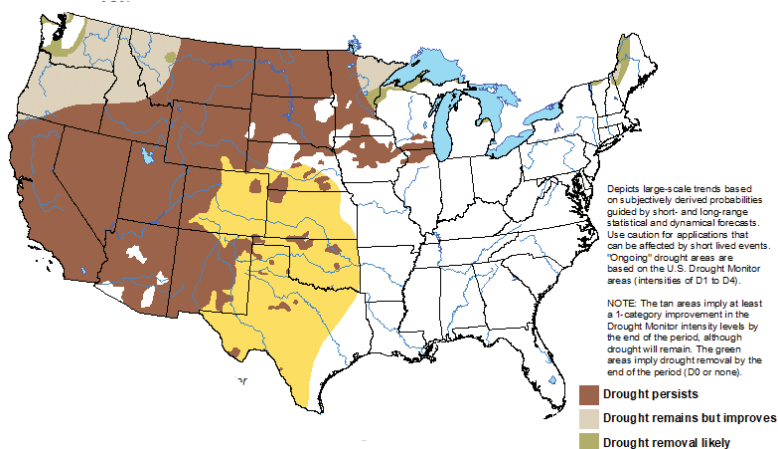 Depicts large-scale trends based
on subjectively derived probabilities
guided by short- and long-range
statistical and dynamical forecasts.
Use caution for applications that
can be affected by short lived events.
"Ongoing" drought areas are
based on the U.S. Drought Monitor
areas (intensities of D1 to D4).
NOTE: The tan areas imply at least
a 1-category improvement in the
Drought Monitor intensity levels by
the end of the period, although
drought will remain. The green
areas imply drought removal by the
end of the period (D0 or none).
Drought persists
Drought remains but improves
Drought removal likely